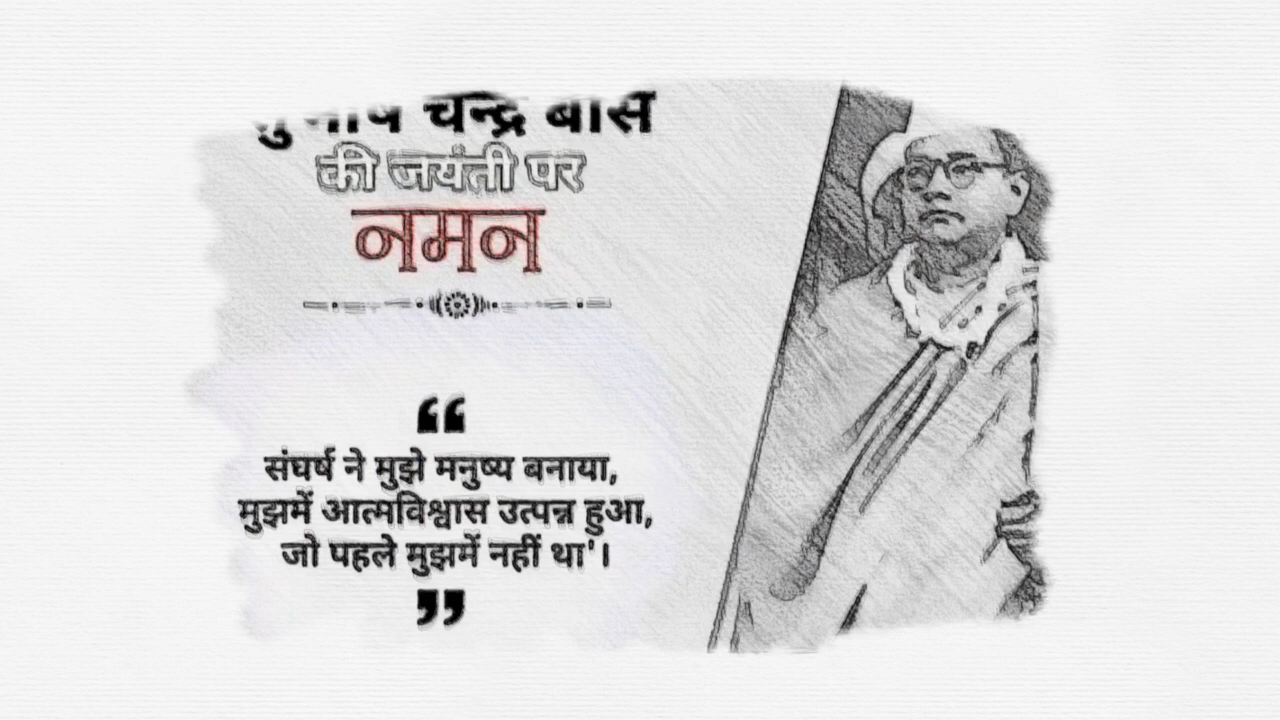 सुभाष चन्द्र बोस
की जयंती पर
नमन
“
संघर्ष ने मुझे मनुष्य बनाया,
मुझमें आत्मविश्वास उत्पन्न हुआ,
जो पहले मुझमें नहीं था'।
”